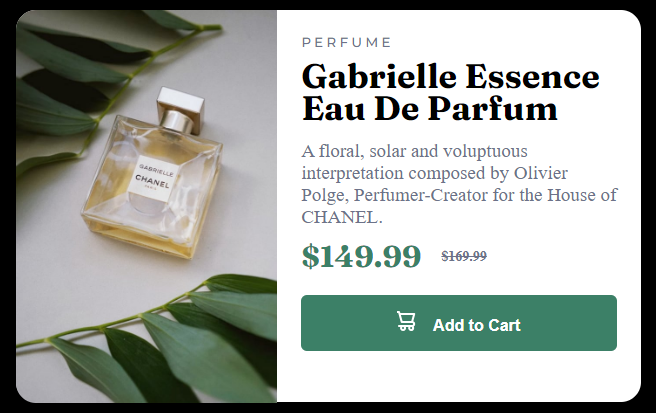 GABRIELLE
CHANEL
PARIS
PERFUME
Gabrielle Essence
Eau De Parfum
A floral, solar and voluptuous
interpretation composed by Olivier
Polge, Perfumer-Creator for the House of
CHANEL.
$149.99 $169.99
Add to Cart